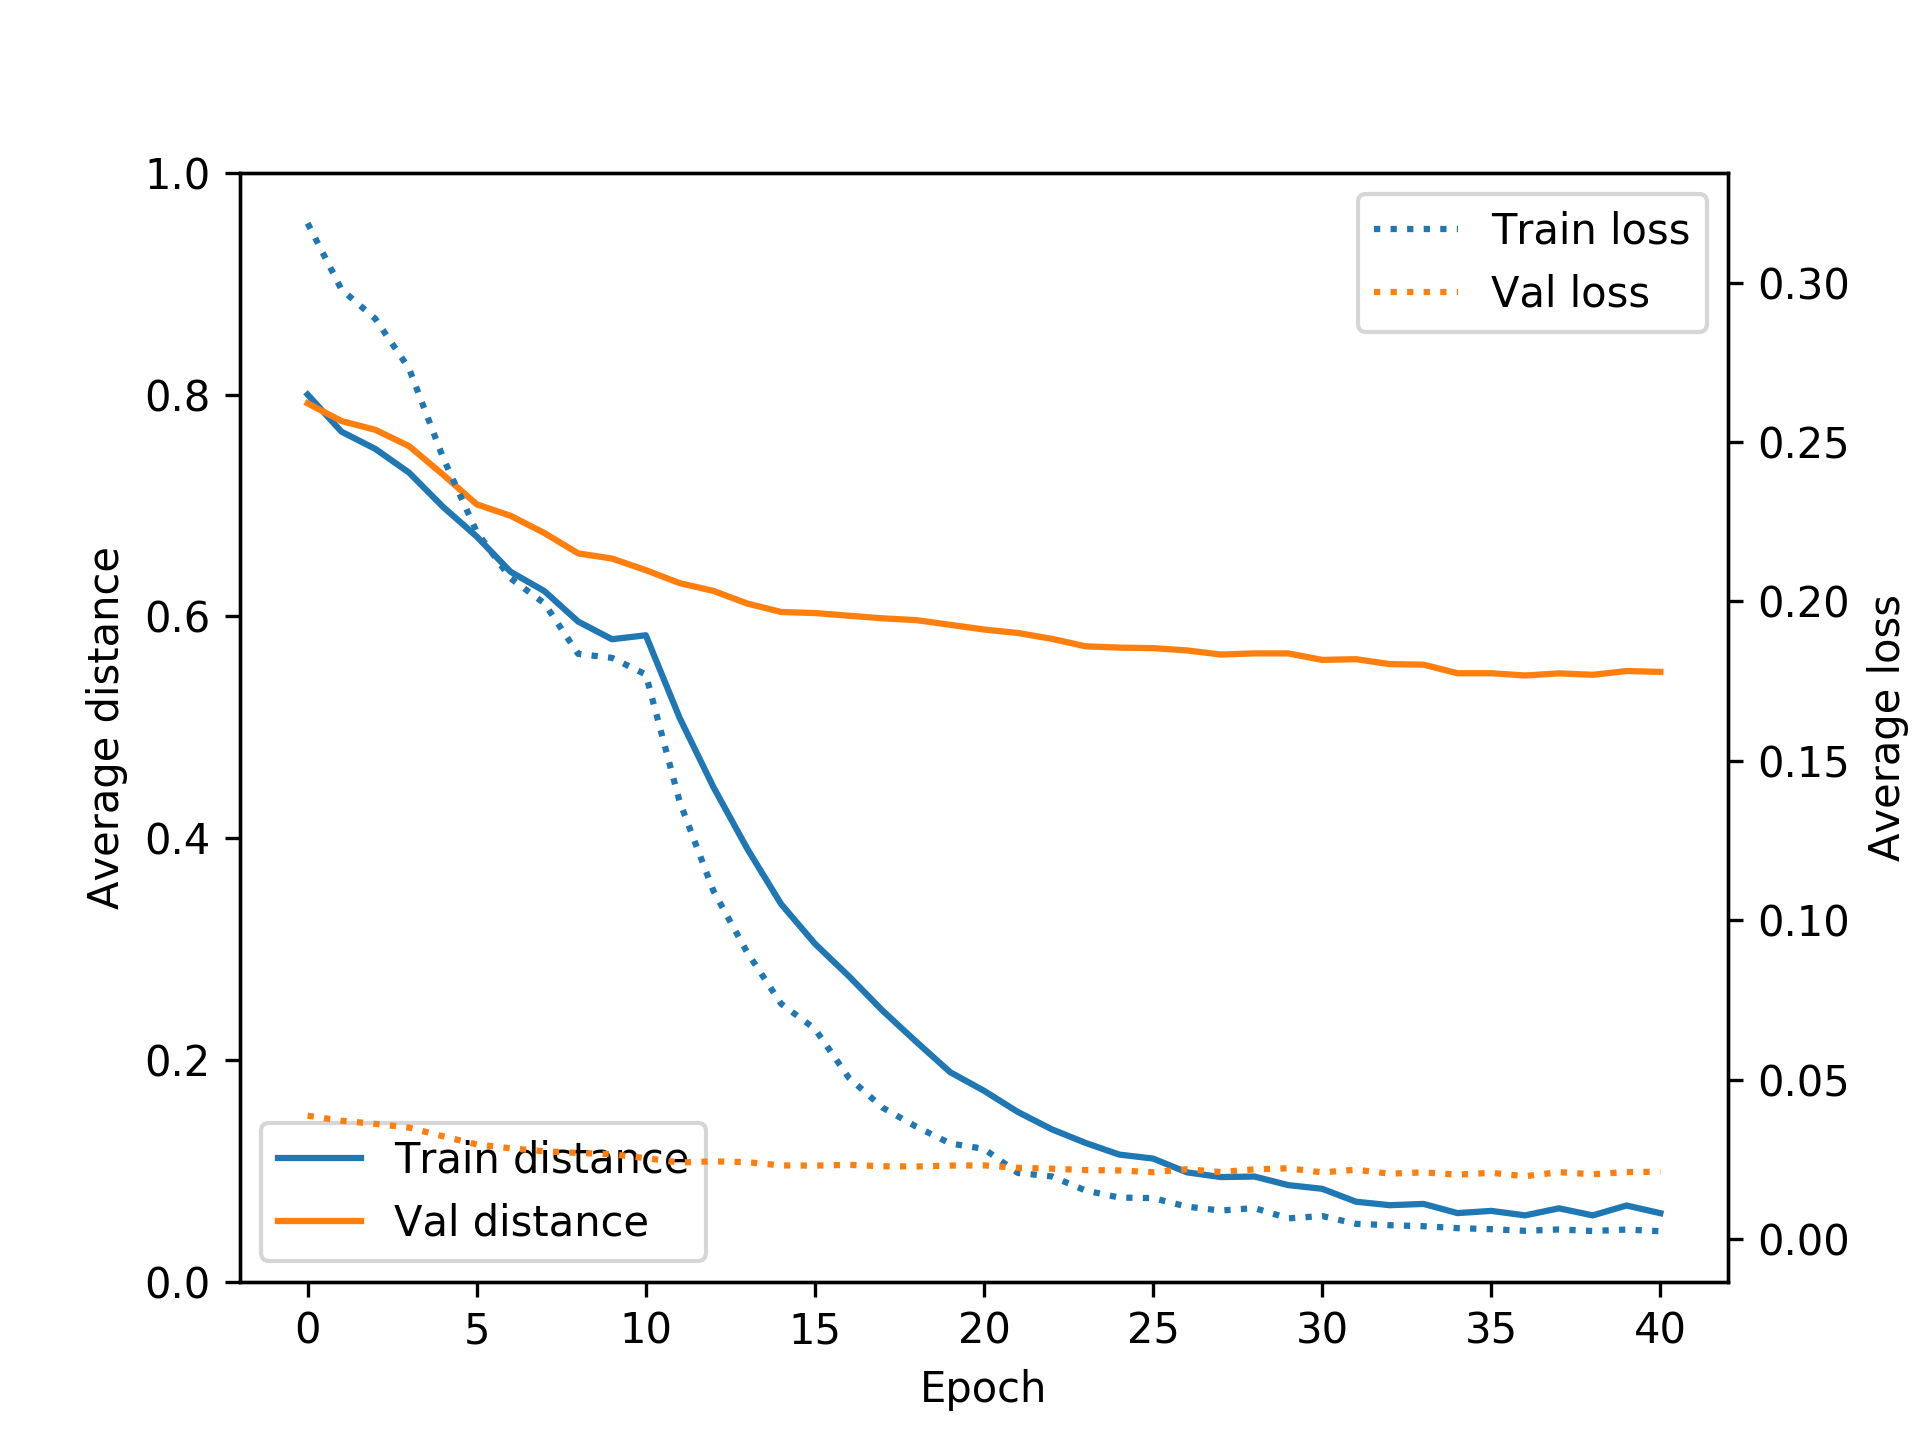 1.0
0.8
0.6
0.4
0.2
0.0
Average distance
Train loss
Val loss
0.30
0.25
0.20
0.15
0.10
0.05
0.00
Average loss
Train distance
Val distance
0 5 10 15 20 25 30 35 40
Epoch